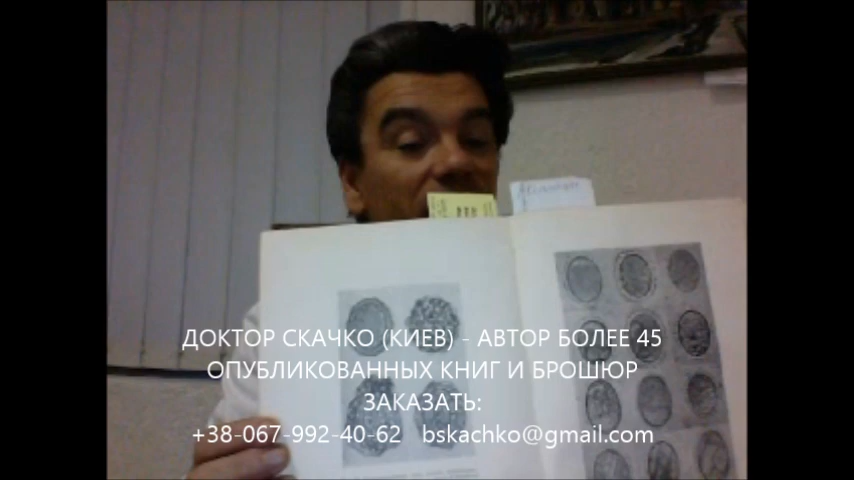 ДОКТОР СКАЧКО (КИЕВ) - АВТОР БОЛЕЕ 45
ОПУБЛИКОВАННЫХ КНИГ И БРОШЮР
ЗАКАЗАТЬ:
+38-067-992-40-62 bskachko@gmail.com